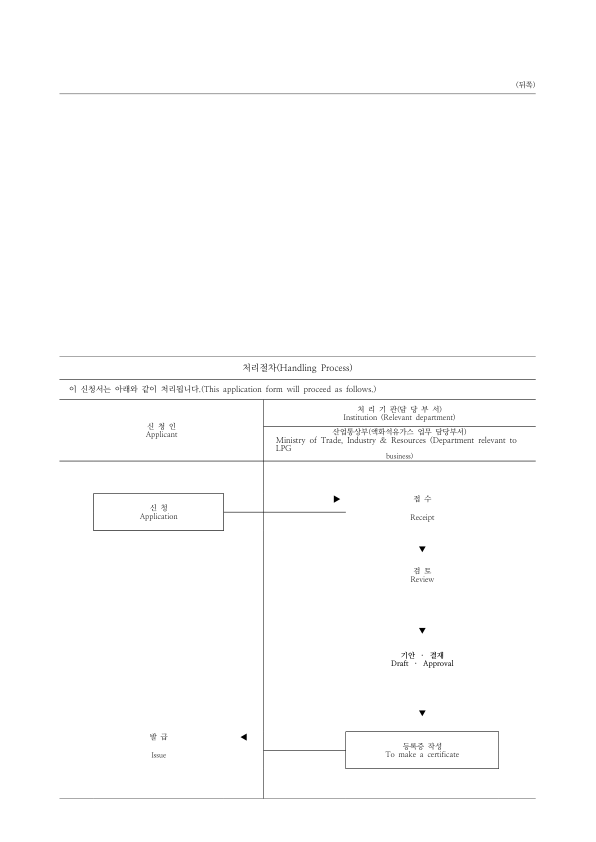 (뒤쪽)
처리절차(Handling Process)
이 신청서는 아래와 같이 처리됩니다.(This application form will proceed as follows.)
신 청 인
Applicant
처 리 기 관(담 당 부 서)
Institution (Relevant department)
산업통상부(액화석유가스 업무 담당부서)
Ministry of Trade, Industry & Resources (Department relevant to
LPG
business)
신 청
Application
▶
접 수
Receipt
▼
검 토
Review
▼
기안 · 결재
Draft · Approval
▼
발 급
◀
Issue
등록증 작성
To make a certificate